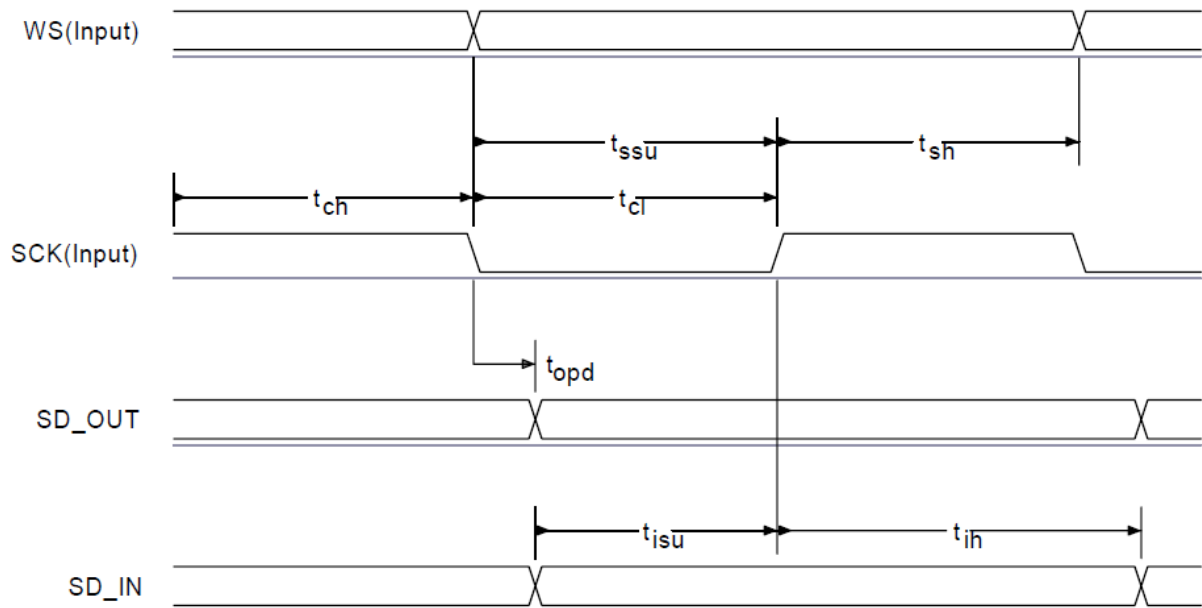 WS(Input)
tssu
tsh
tch
tcl
SCK(Input)
topd
SD_OUT
tisu
tih
SD_IN